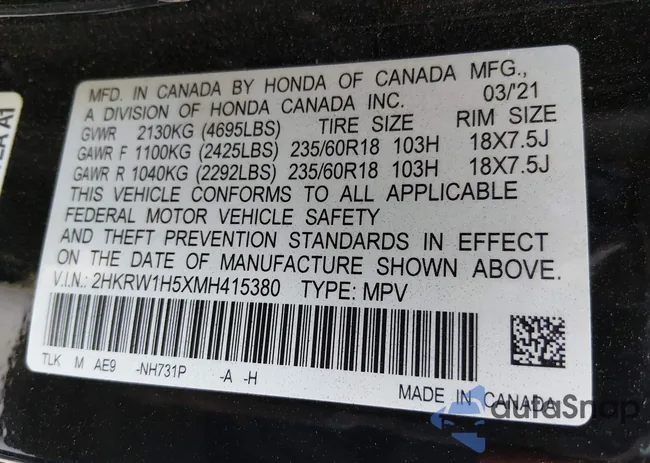 MFD. IN CANADA BY HONDA OF CANADA MFG.,
A DIVISION OF HONDA CANADA INC. 03/'21
GVWR 2130KG (4695LBS) TIRE SIZE RIM SIZE
GAWR F 1100KG (2425LBS) 235/60R18 103H 18X7.5J
GAWR R 1040KG (2292LBS) 235/60R18 103H 18X7.5J
THIS VEHICLE CONFORMS TO ALL APPLICABLE
FEDERAL MOTOR VEHICLE SAFETY
AND THEFT PREVENTION STANDARDS IN EFFECT
ON THE DATE OF MANUFACTURE SHOWN ABOVE.
V.I.N.: 2HKRW1H5XMH415380 TYPE: MPV
TLK M AE9 -NH731P -A -H
MADE IN CANADA
aulaSnap